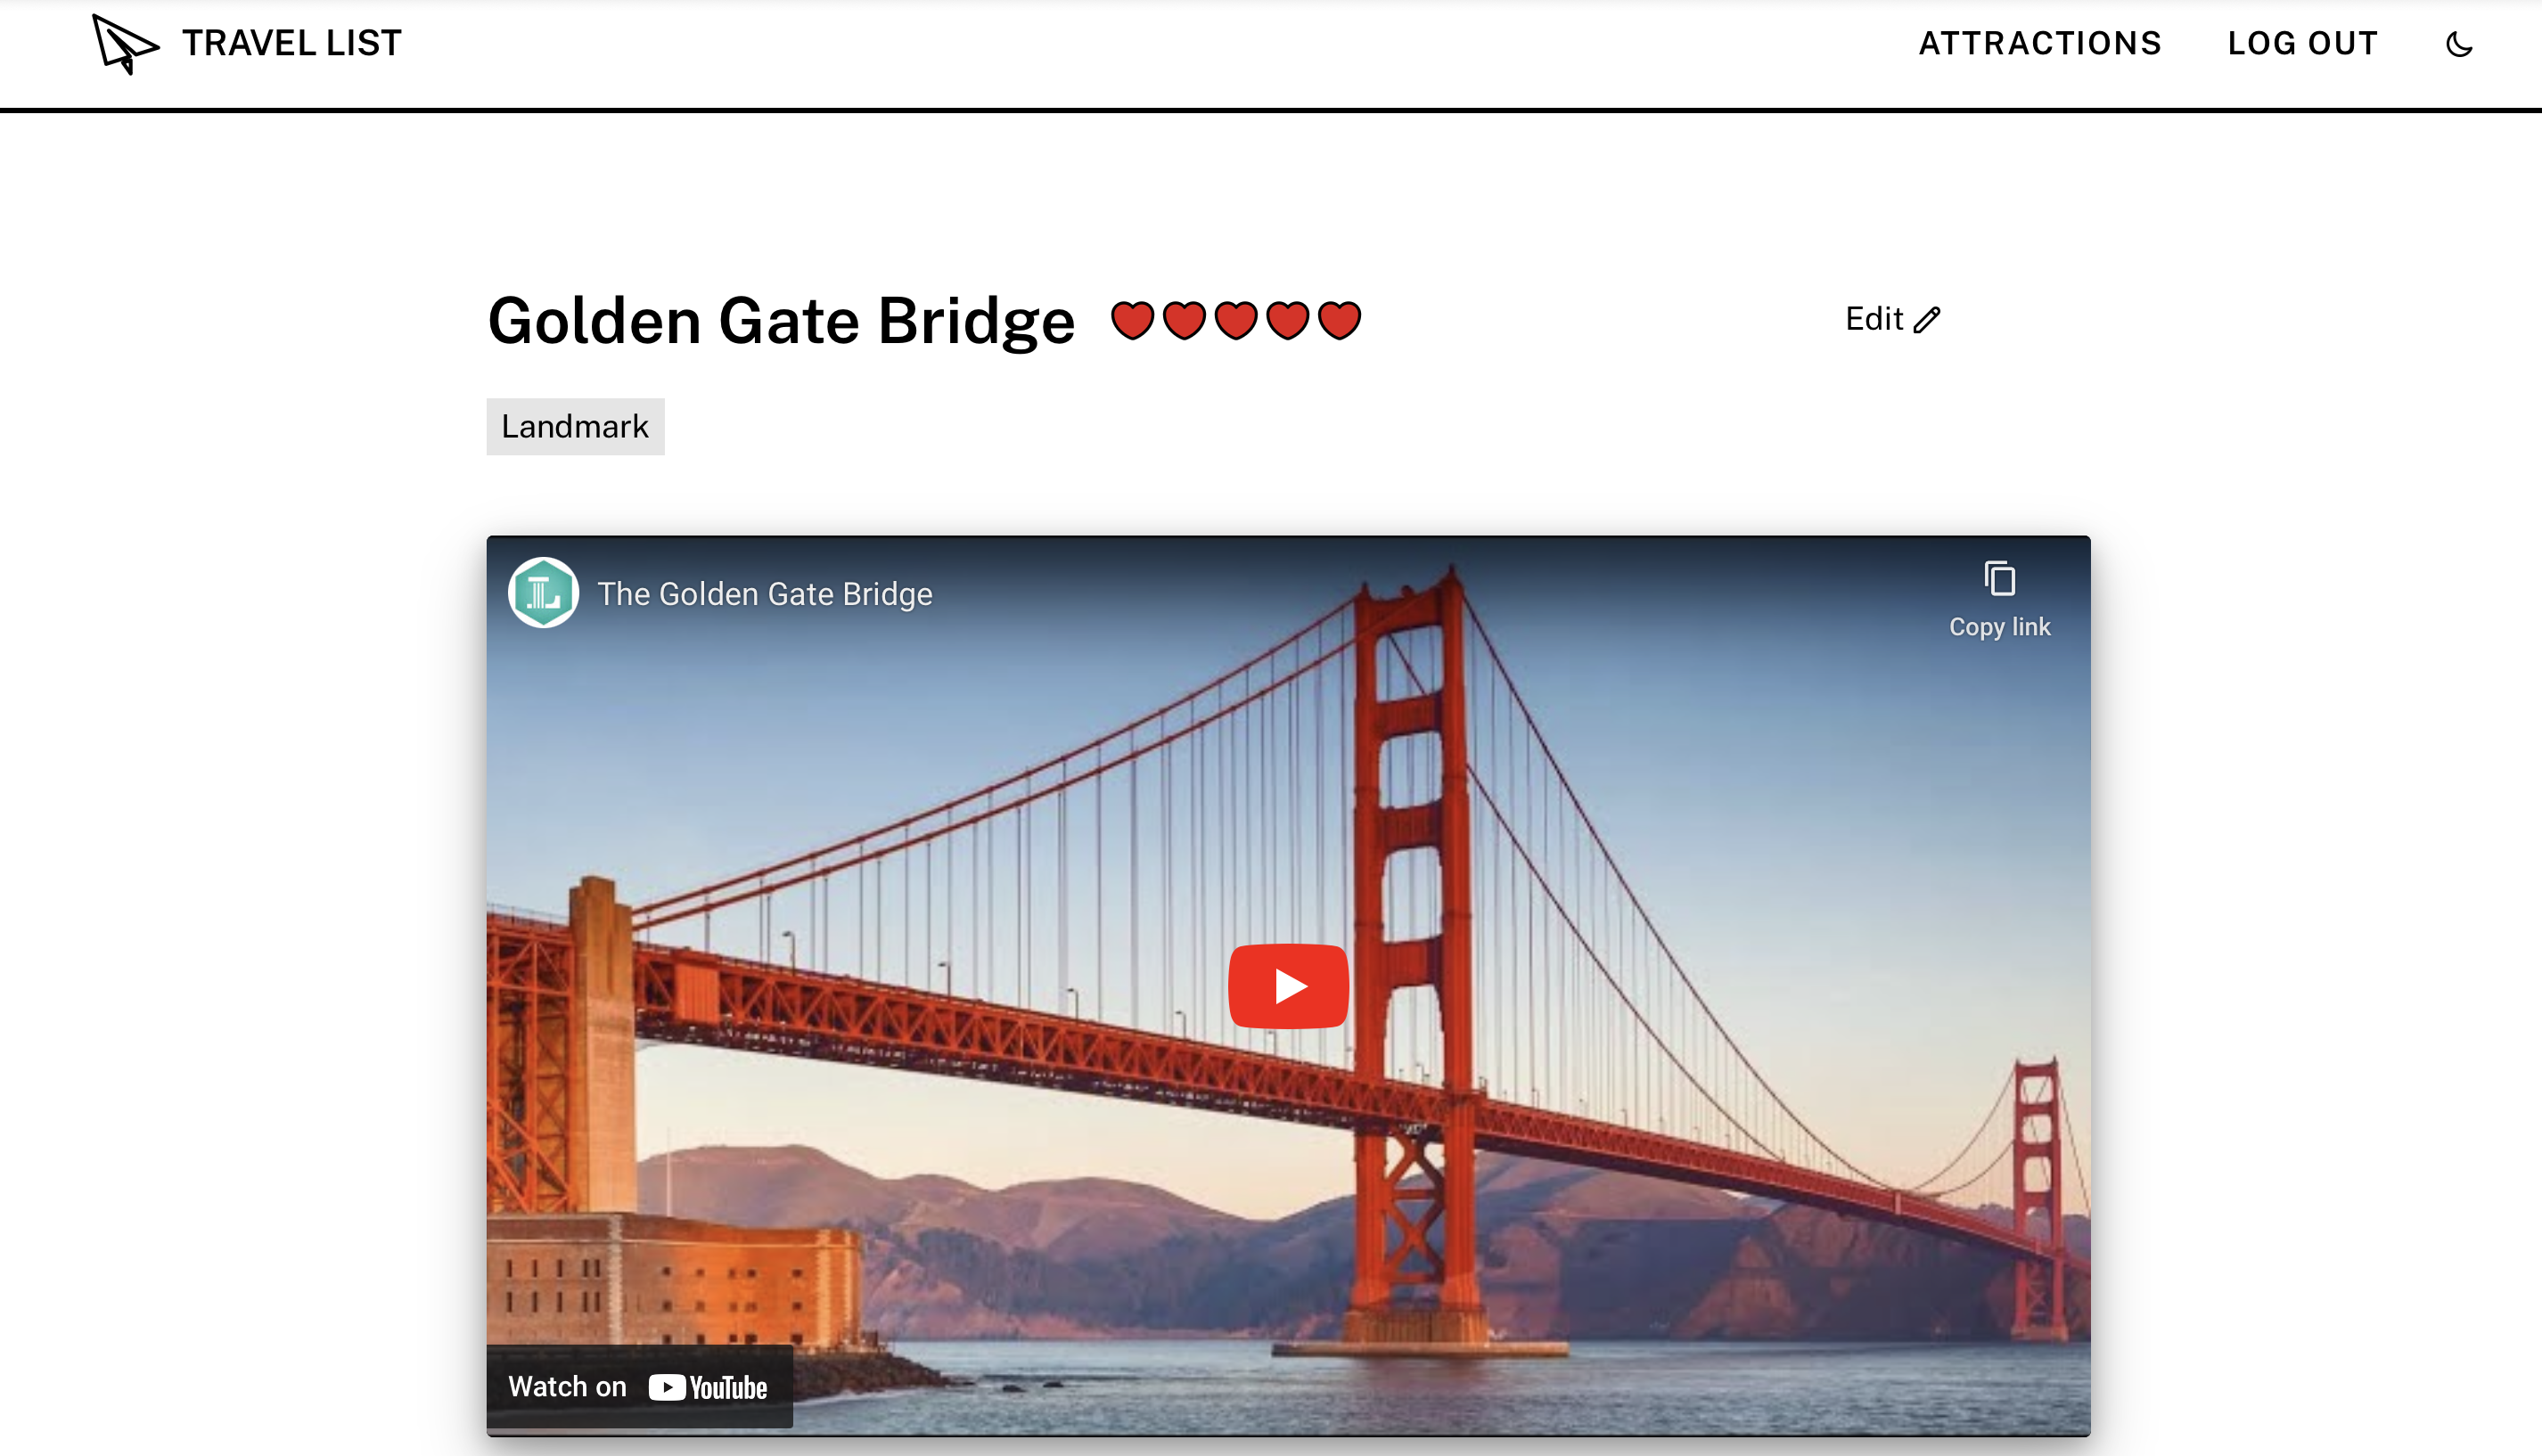 TRAVEL LIST
ATTRACTIONS
LOG OUT
Golden Gate Bridge
Edit
Landmark
The Golden Gate Bridge
Copy link
Watch on YouTube